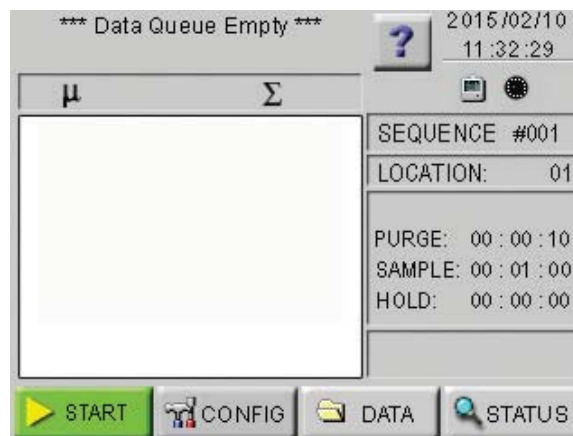 *** Data Queue Empty ***
?
2015/02/10
11:32:29
μ Σ
SEQUENCE #001
LOCATION: 01
PURGE: 00 : 00 : 10
SAMPLE: 00 : 01 : 00
HOLD: 00 : 00 : 00
START
CONFIG
DATA
STATUS